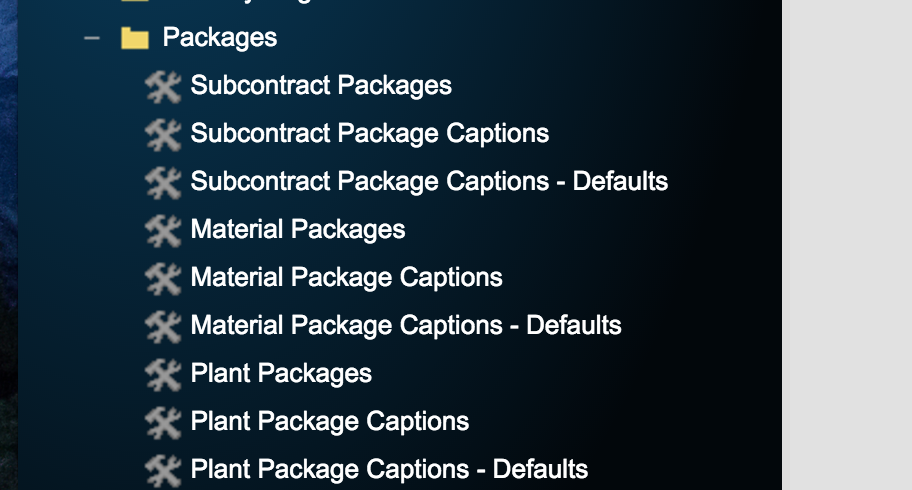 Packages
Subcontract Packages
Subcontract Package Captions
Subcontract Package Captions - Defaults
Material Packages
Material Package Captions
Material Package Captions - Defaults
Plant Packages
Plant Package Captions
Plant Package Captions - Defaults